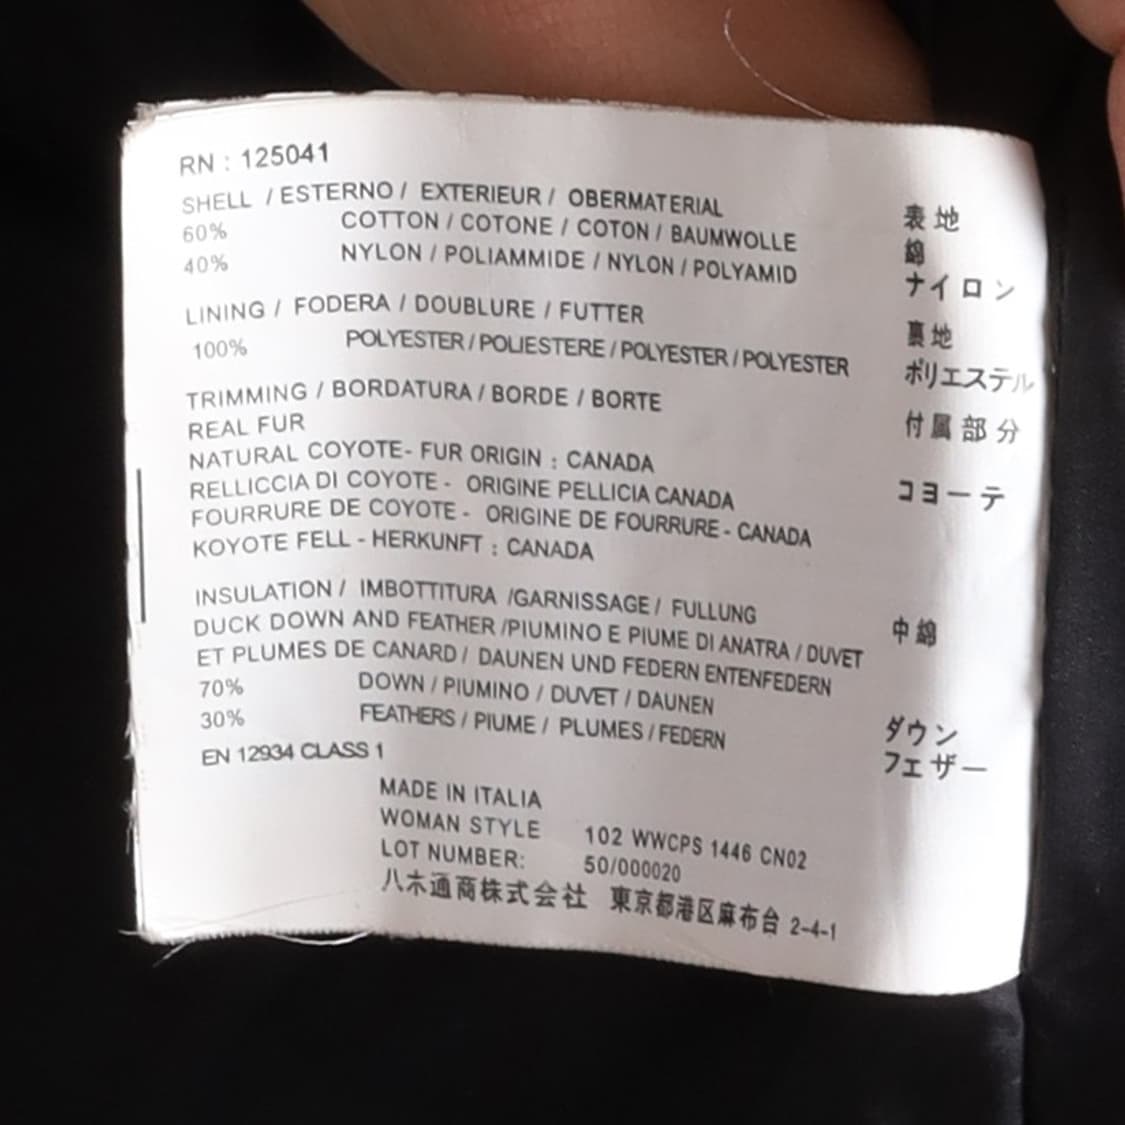 RN : 125041
SHELL / ESTERNO / EXTERIEUR / OBERMATERIAL 表地
60% COTTON / COTONE / COTON / BAUMWOLLE 綿
40% NYLON / POLIAMMIDE / NYLON / POLYAMID ナイロン
LINING / FODERA / DOUBLURE / FUTTER 裏地
100% POLYESTER / POLIESTERE / POLYESTER / POLYESTER ポリエステル
TRIMMING / BORDATURA / BORDE / BORTE 付属部分
REAL FUR
NATURAL COYOTE- FUR ORIGIN : CANADA コヨーテ
RELLICCIA DI COYOTE - ORIGINE PELLICIA CANADA
FOURRURE DE COYOTE - ORIGINE DE FOURRURE - CANADA
KOYOTE FELL - HERKUNFT : CANADA
INSULATION / IMBOTTITURA /GARNISSAGE / FULLUNG 中綿
DUCK DOWN AND FEATHER /PIUMINO E PIUME DI ANATRA / DUVET
ET PLUMES DE CANARD / DAUNEN UND FEDERN ENTENFEDERN
70% DOWN / PIUMINO / DUVET / DAUNEN ダウン
30% FEATHERS / PIUME / PLUMES / FEDERN フェザー
EN 12934 CLASS 1
MADE IN ITALIA
WOMAN STYLE 102 WWCPS 1446 CN02
LOT NUMBER: 50/000020
八木通商株式会社 東京都港区麻布台 2-4-1